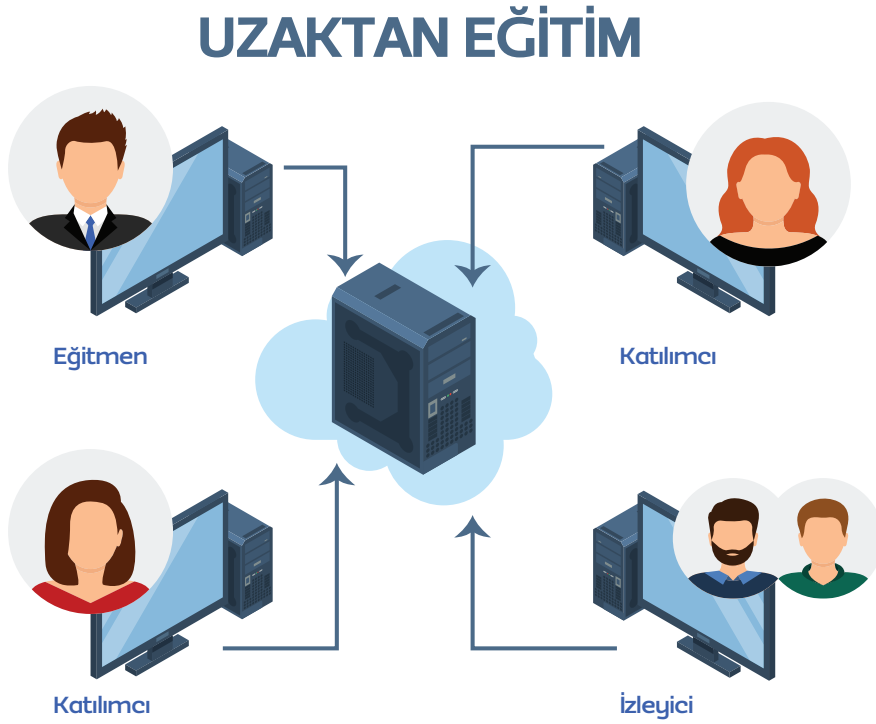 UZAKTAN EĞİTİM
Eğitmen
Katılımcı
Katılımcı
İzleyici